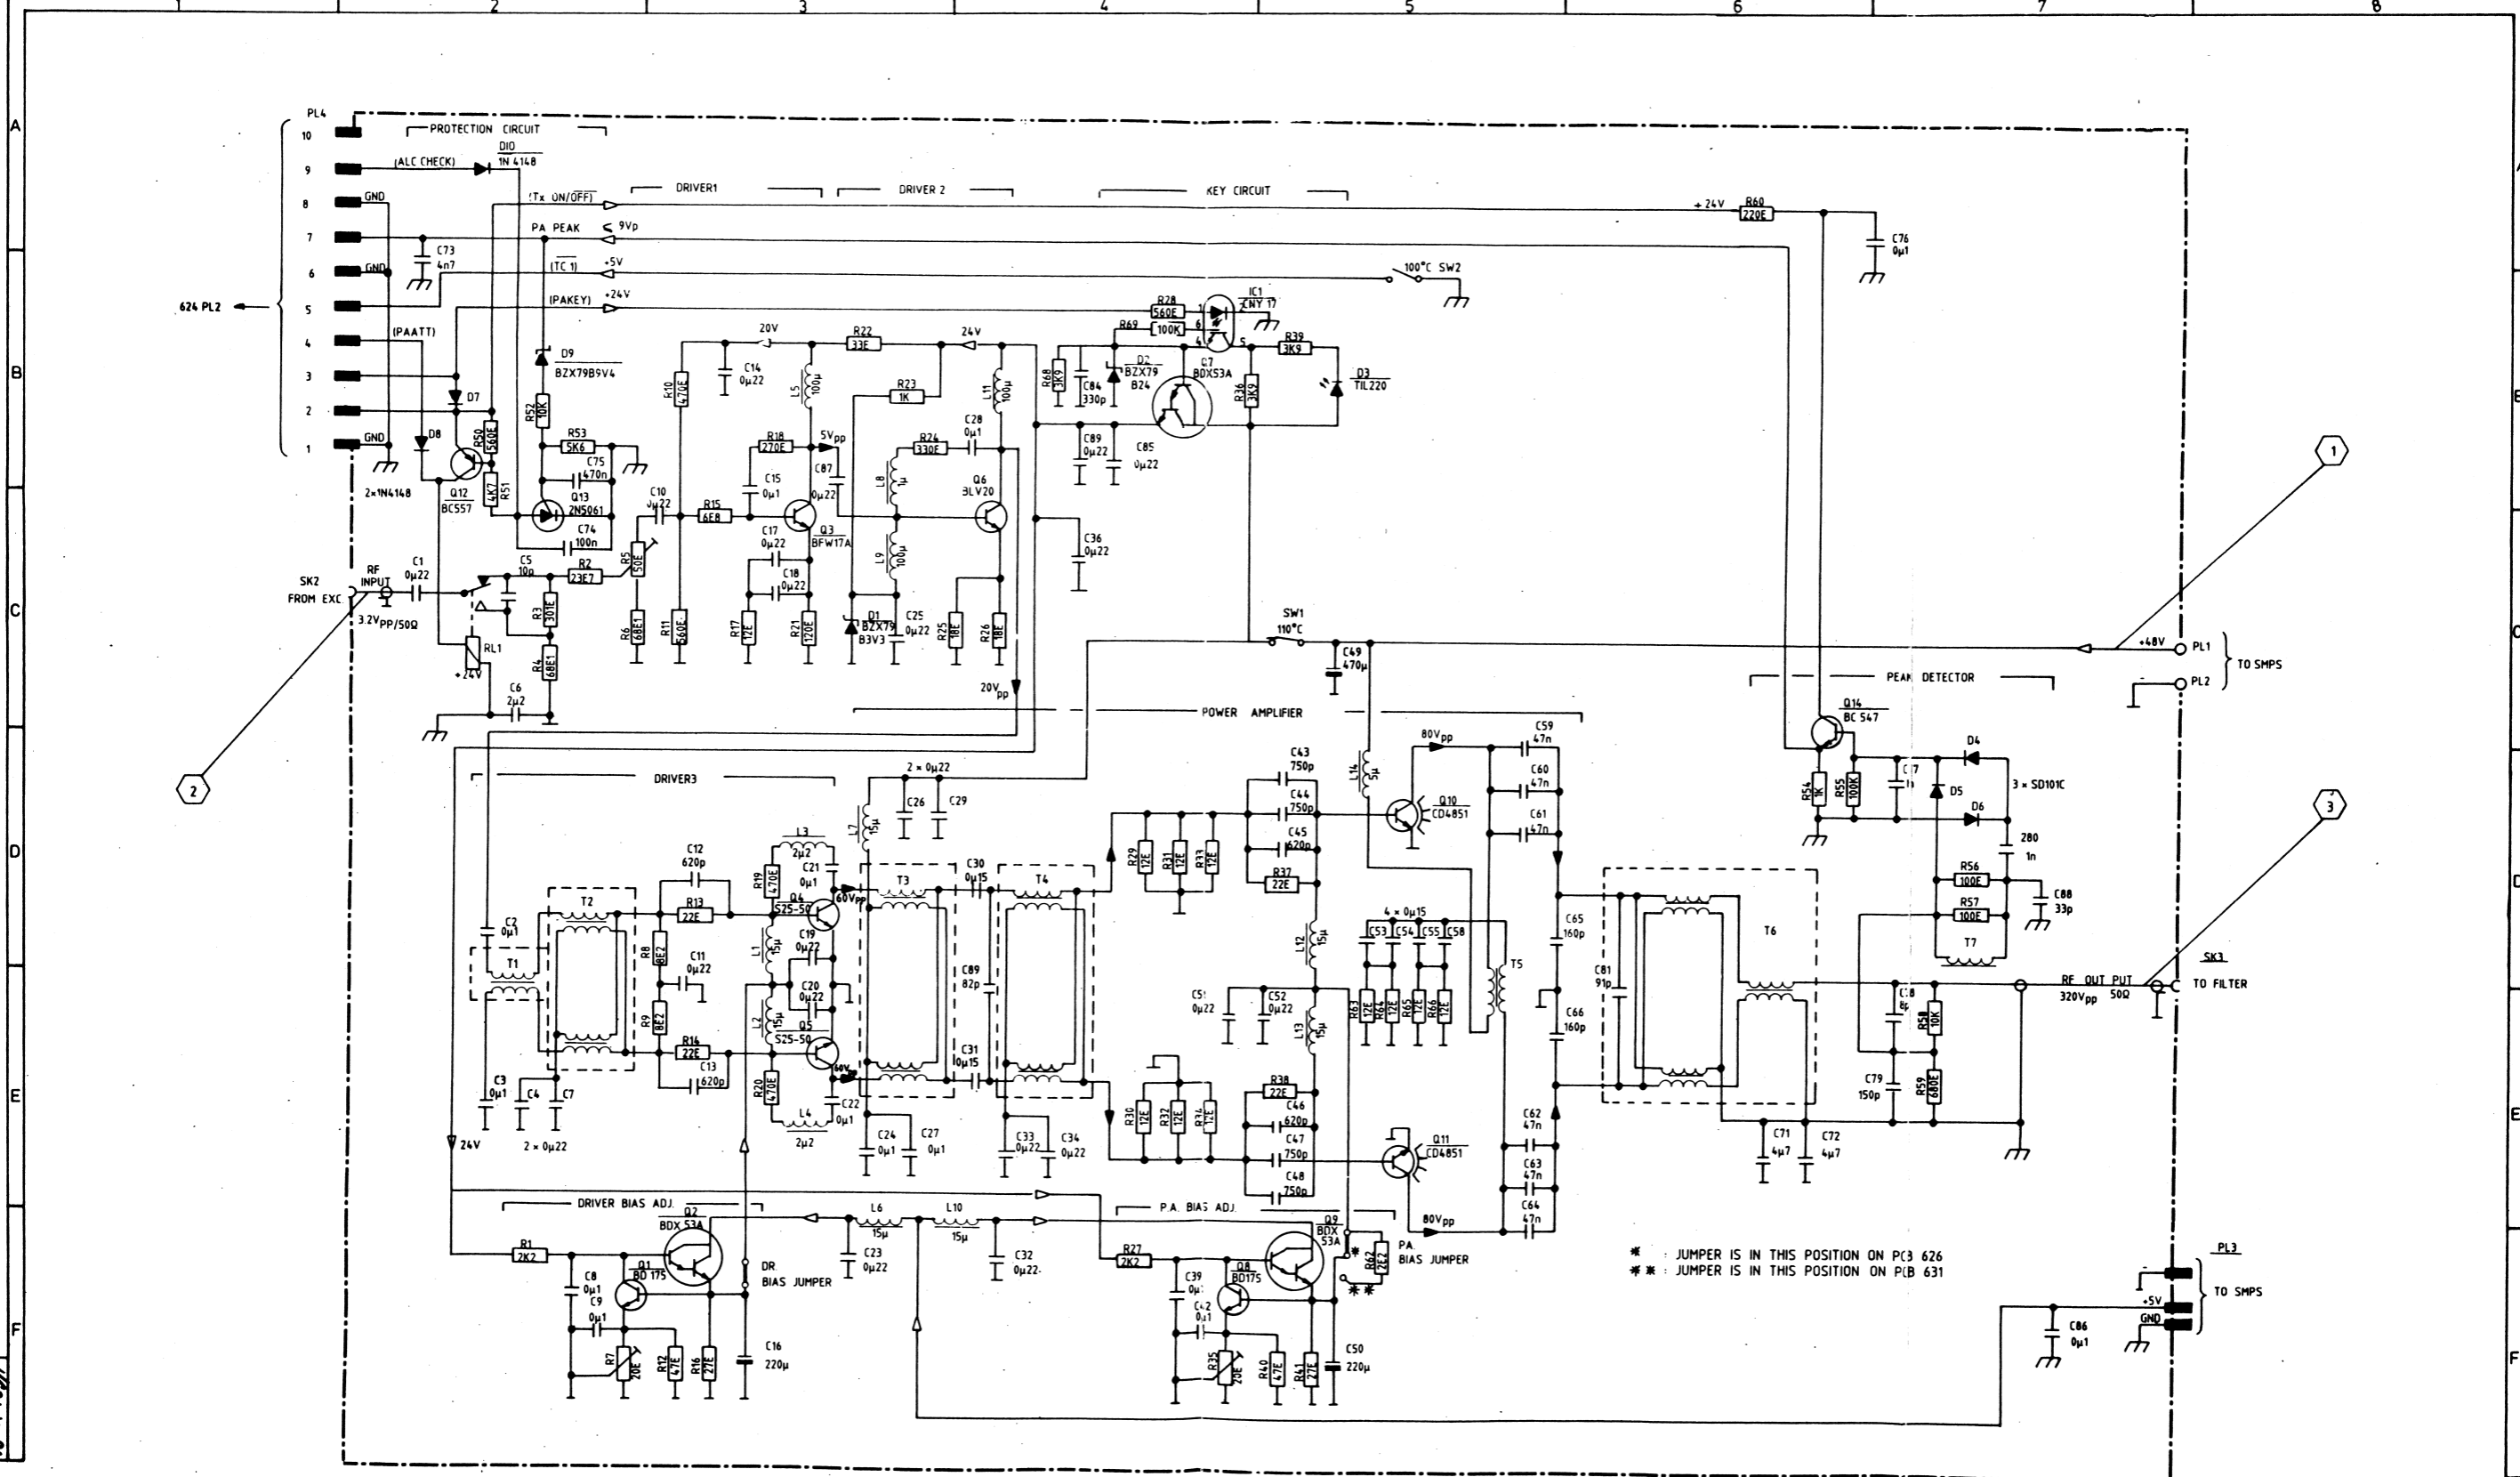 1 2 3 4 5 6 7 8
A
B
C
D
E
F
PL4
10
9
8
7
6
5
4
3
2
1
624 PL2
PROTECTION CIRCUIT
(ALC CHECK)
D10
1N 4148
GND
(Tx ON/OFF)
PA PEAK 9Vp
C73
4n7
GND
(TC 1) +5V
(PAKEY) +24V
(PAATT)
GND
DRIVER1
DRIVER 2
KEY CIRCUIT
+24V
R60
220E
C76
0µ1
100°C SW2
IC1
CNY 17
R28
560E
1
2
R69
100K
6
4
5
R39
3K9
D3
TIL220
R36
3K9
Q7
BDX53A
D2
BZX79
B24
R68
3K9
C84
330p
C89
0µ22
C85
0µ22
D9
BZX79B9V4
R52
10K
D7
D8
R50
560E
R53
5K6
C75
470n
R51
4K7
2x1N4148
Q12
BC557
Q13
2N5061
C74
100n
20V
R22
33E
24V
C14
0µ22
R10
470E
L5
100µ
R23
1K
L11
100µ
R18
270E
5Vpp
C15
0µ1
C87
0µ22
R24
330E
C28
0µ1
L8
1µ
Q6
BLV20
C10
0µ22
R15
6E8
C17
0µ22
Q3
BFW17A
L9
100µ
C36
0µ22
C18
0µ22
R5
50E
SK2
FROM EXC.
RF
INPUT
3.2Vpp/50Ω
C1
0µ22
C5
10p
R2
23E7
R3
301E
R4
68E1
RL1
+24V
C6
2µ2
R6
68E1
R11
560E
R17
12E
R21
120E
D1
BZX79
B3V3
C25
0µ22
R25
18E
R26
18E
20Vpp
SW1
110°C
C49
470µ
+48V
PL1
PL2
-
TO SMPS
1
2
3
POWER AMPLIFIER
PEAK DETECTOR
Q14
BC 547
D4
D5
D6
3 × SD101C
R54
1K
R55
100K
280
1n
R56
100E
R57
100E
C88
33p
T7
SK3
TO FILTER
RF OUT PUT
320Vpp 50Ω
R58
10K
R59
680E
C79
150p
C71
4µ7
C72
4µ7
DRIVER3
2 × 0µ22
C26
C29
L7
15µ
L3
2µ2
C21
0µ1
R19
470E
C12
620p
R13
22E
Q4
S25-50
60Vpp
T3
C30
0µ15
T4
T2
T1
C2
0µ1
R8
8E2
C11
0µ22
R9
8E2
L1
15µ
C19
0µ22
C20
0µ22
L2
15µ
Q5
S25-50
C89
82p
C31
0µ15
R14
22E
C13
620p
R20
470E
L4
2µ2
C22
0µ1
C3
0µ1
C4
C7
2 × 0µ22
24V
C24
0µ1
C27
0µ1
C33
0µ22
C34
0µ22
C43
750p
C44
750p
C45
620p
R37
22E
R29
12E
R31
12E
R33
12E
L14
5µ
80Vpp
Q10
CD4851
C59
47n
C60
47n
C61
47n
L12
15µ
4 × 0µ15
C53
C54
C55
C58
R63
12E
R64
12E
R65
12E
R66
12E
T5
C65
160p
C66
160p
C81
91p
T6
C51
0µ22
C52
0µ22
L13
15µ
R38
22E
C46
620p
C47
750p
C48
750p
R30
12E
R32
12E
R34
12E
Q11
CD4851
C62
47n
C63
47n
C64
47n
80Vpp
DRIVER BIAS ADJ.
Q2
BDX 53A
R1
2K2
Q1
BD 175
C8
0µ1
C9
0µ1
R7
20E
R12
47E
R16
27E
C16
220µ
DR.
BIAS JUMPER
L6
15µ
L10
15µ
C23
0µ22
C32
0µ22
P.A. BIAS ADJ.
R27
2K2
Q9
BDX
53A
Q8
BD175
C39
C42
0µ1
R35
20E
R40
47E
R41
27E
C50
220µ
R62
2E2
P.A.
BIAS JUMPER
*
**
* : JUMPER IS IN THIS POSITION ON PCB 626
** : JUMPER IS IN THIS POSITION ON PCB 631
PL3
-
+5V
GND
TO SMPS
C86
0µ1